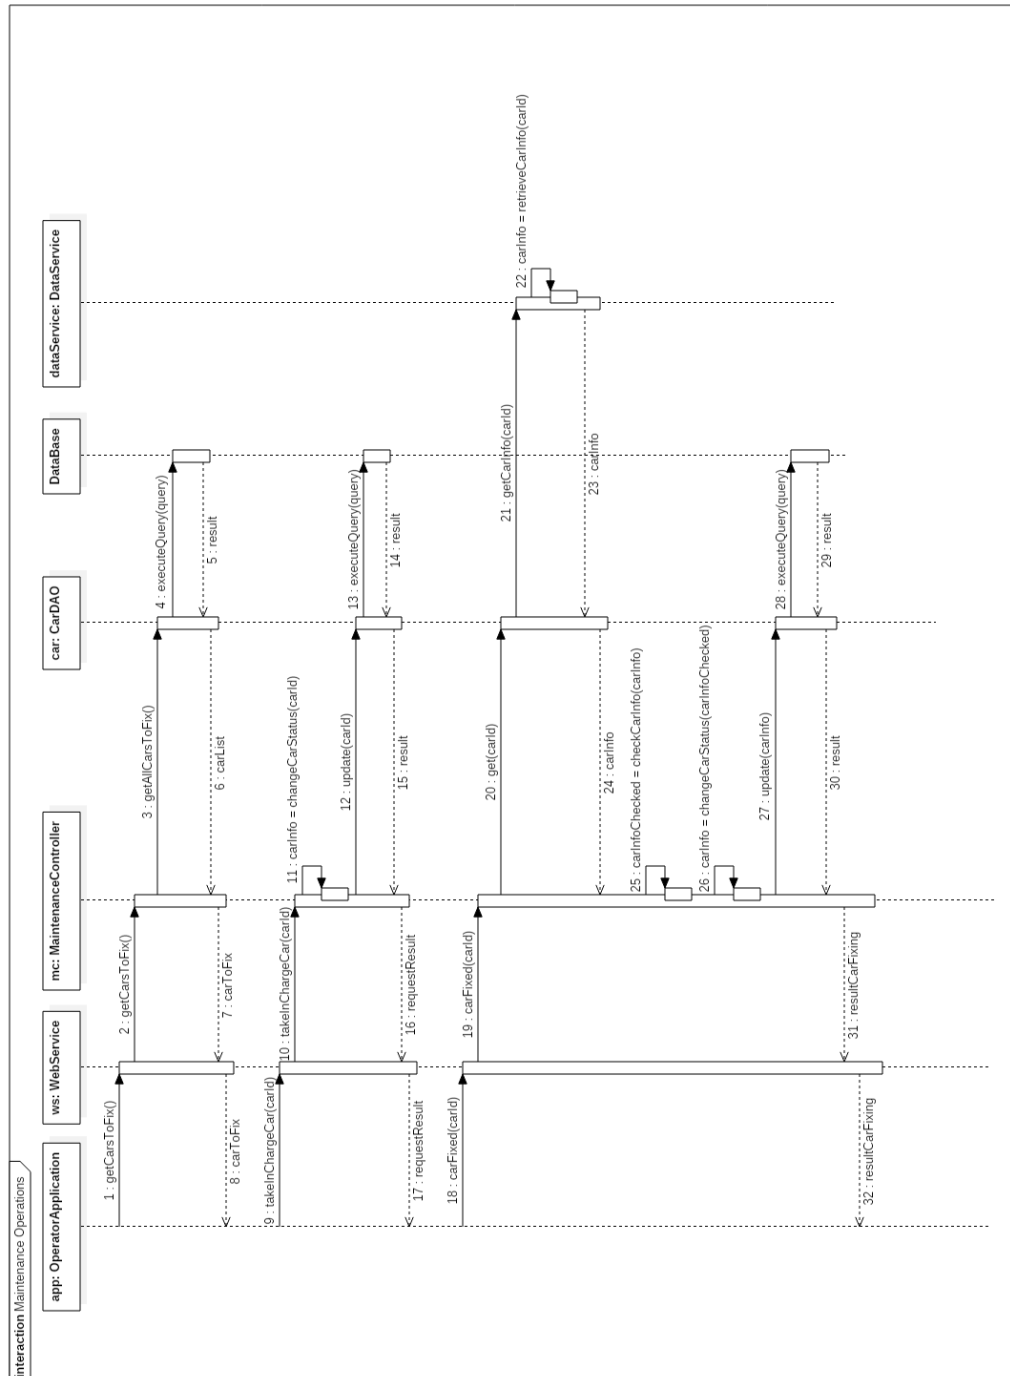 interaction Maintenance Operations
app: OperatorApplication
ws: WebService
mc: MaintenanceController
car: CarDAO
DataBase
dataService: DataService
1 : getCarsToFix()
2 : getCarsToFix()
3 : getAllCarsToFix()
4 : executeQuery(query)
5 : result
6 : carList
7 : carToFix
8 : carToFix
9 : takeInChargeCar(carId)
10 : takeInChargeCar(carId)
11 : carInfo = changeCarStatus(carId)
12 : update(carId)
13 : executeQuery(query)
14 : result
15 : result
16 : requestResult
17 : requestResult
18 : carFixed(carId)
19 : carFixed(carId)
20 : get(carId)
21 : getCarInfo(carId)
22 : carInfo = retrieveCarInfo(carId)
23 : carInfo
24 : carInfo
25 : carInfoChecked = checkCarInfo(carInfo)
26 : carInfo = changeCarStatus(carInfoChecked)
27 : update(carInfo)
28 : executeQuery(query)
29 : result
30 : result
31 : resultCarFixing
32 : resultCarFixing